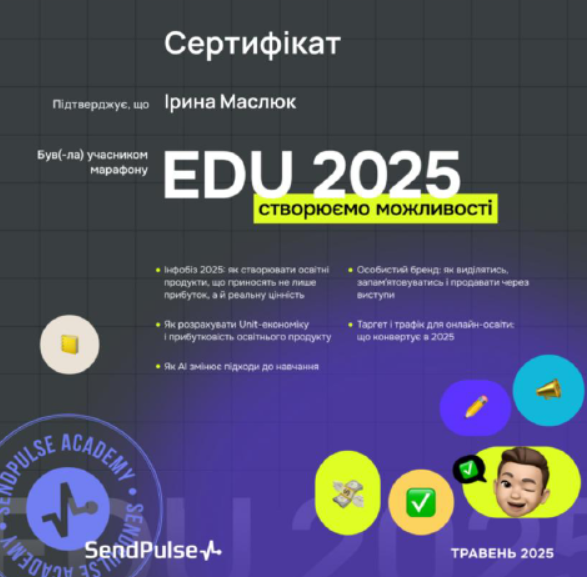 Сертифікат
Підтверджує, що
Ірина Маслюк
Був(-ла) учасником
марафону
EDU 2025
створюємо можливості
• Інфобіз 2025: як створювати освітні
продукти, що приносять не лише
прибуток, а й реальну цінність
• Як розрахувати Unit-економіку
і прибутковість освітнього продукту
• Як AI змінює підходи до навчання
• Особистий бренд: як виділятись,
запам'ятовуватись і продавати через
виступи
• Таргет і трафік для онлайн-освіти:
що конвертує в 2025
SENDPULSE ACADEMY • SENDPULSE ACADEMY •
EDU 2025
SendPulse
ТРАВЕНЬ 2025